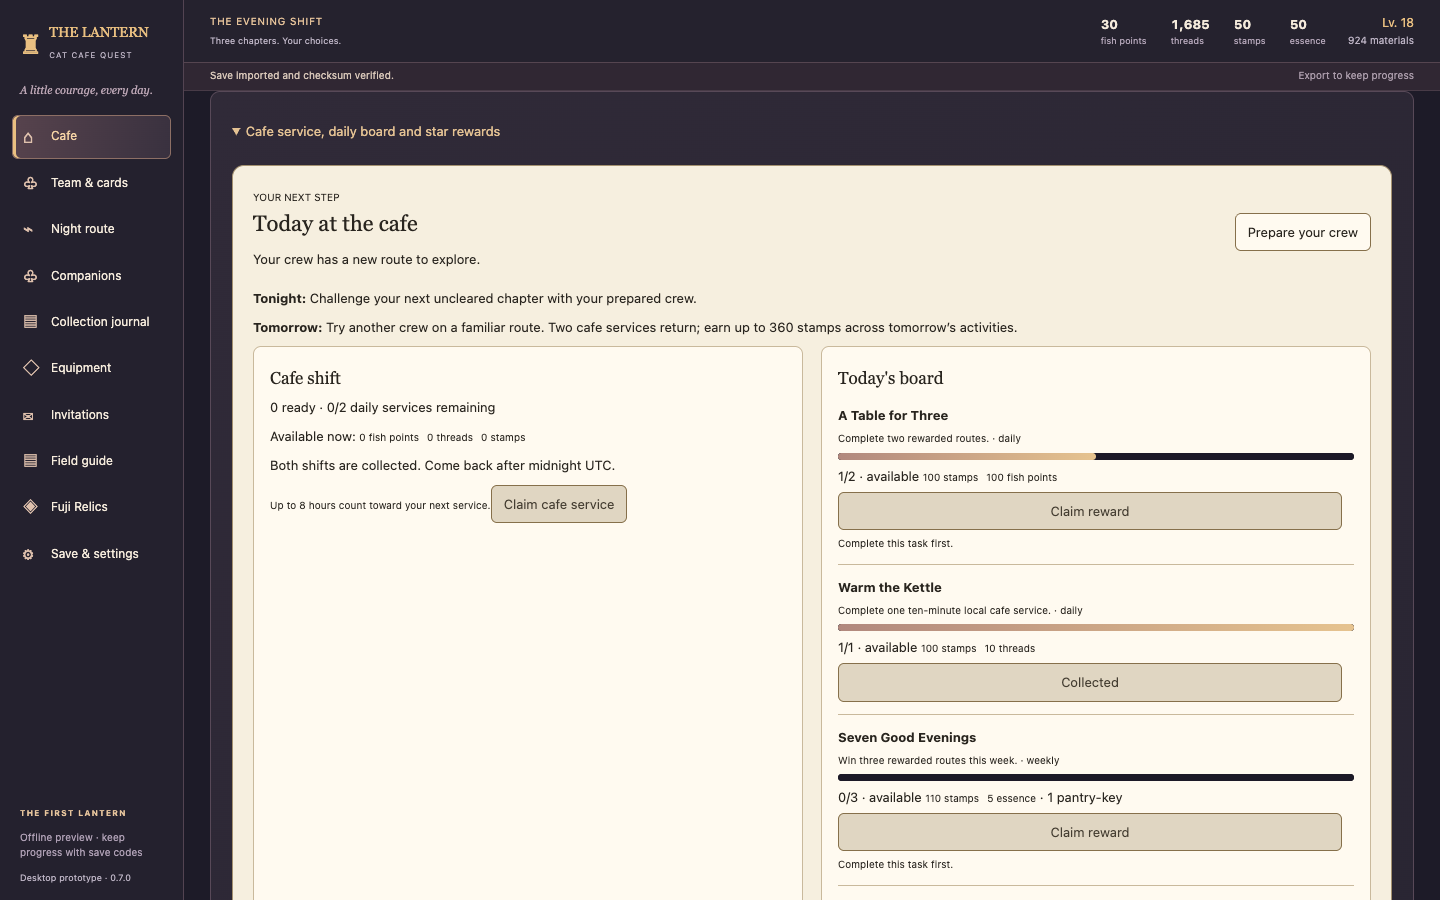 THE LANTERN
CAT CAFE QUEST
A little courage, every day.
Cafe
Team & cards
Night route
Companions
Collection journal
Equipment
Invitations
Field guide
Fuji Relics
Save & settings
THE FIRST LANTERN
Offline preview · keep
progress with save codes
Desktop prototype · 0.7.0
THE EVENING SHIFT
Three chapters. Your choices.
30
fish points
1,685
threads
50
stamps
50
essence
Lv. 18
924 materials
Save imported and checksum verified.
Export to keep progress
Cafe service, daily board and star rewards
YOUR NEXT STEP
Today at the cafe
Your crew has a new route to explore.
Prepare your crew
Tonight: Challenge your next uncleared chapter with your prepared crew.
Tomorrow: Try another crew on a familiar route. Two cafe services return; earn up to 360 stamps across tomorrow's activities.
Cafe shift
0 ready · 0/2 daily services remaining
Available now: 0 fish points 0 threads 0 stamps
Both shifts are collected. Come back after midnight UTC.
Up to 8 hours count toward your next service. Claim cafe service
Today's board
A Table for Three
Complete two rewarded routes. · daily
1/2 · available 100 stamps 100 fish points
Claim reward
Complete this task first.
Warm the Kettle
Complete one ten-minute local cafe service. · daily
1/1 · available 100 stamps 10 threads
Collected
Seven Good Evenings
Win three rewarded routes this week. · weekly
0/3 · available 110 stamps 5 essence · 1 pantry-key
Claim reward
Complete this task first.